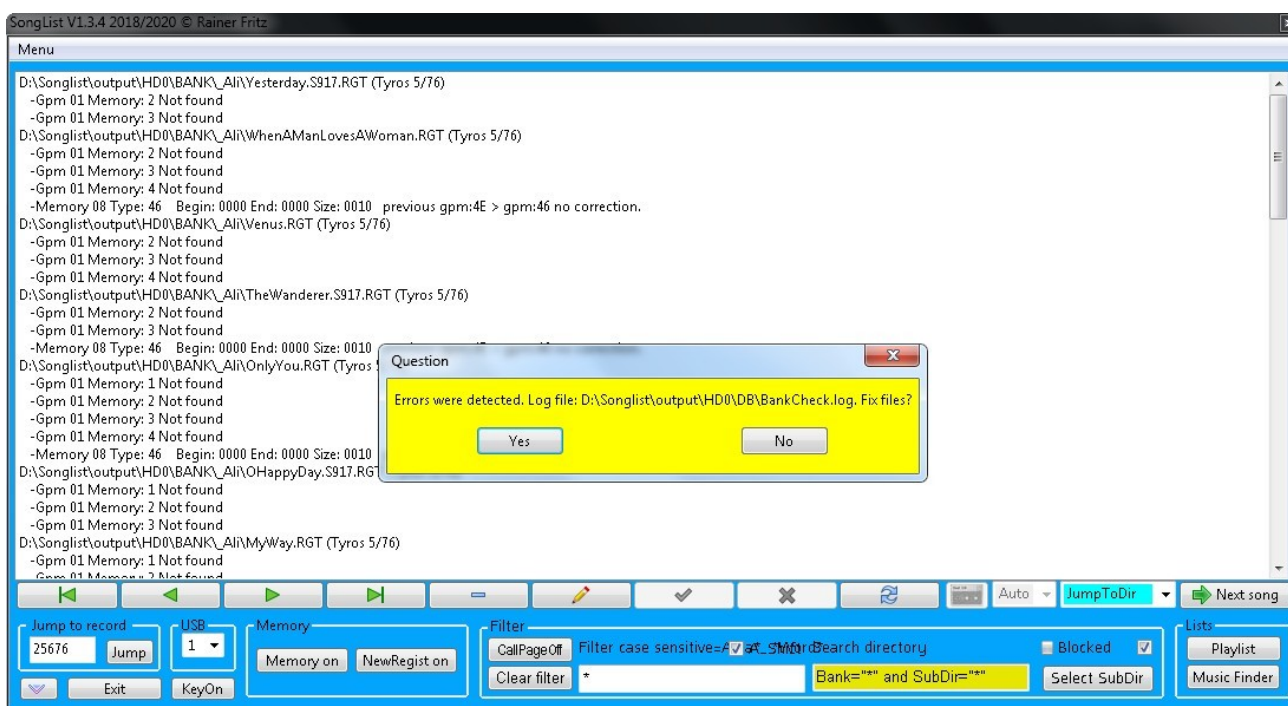 SongList V1.3.4 2018/2020 © Rainer Fritz
Menu
D:\Songlist\output\HD0\BANK\_Ali\Yesterday.S917.RGT (Tyros 5/76)
-Gpm 01 Memory: 2 Not found
-Gpm 01 Memory: 3 Not found
D:\Songlist\output\HD0\BANK\_Ali\WhenAManLovesAWoman.RGT (Tyros 5/76)
-Gpm 01 Memory: 2 Not found
-Gpm 01 Memory: 3 Not found
-Gpm 01 Memory: 4 Not found
-Memory 08 Type: 46 Begin: 0000 End: 0000 Size: 0010 previous gpm:4E > gpm:46 no correction.
D:\Songlist\output\HD0\BANK\_Ali\Venus.RGT (Tyros 5/76)
-Gpm 01 Memory: 2 Not found
-Gpm 01 Memory: 3 Not found
-Gpm 01 Memory: 4 Not found
D:\Songlist\output\HD0\BANK\_Ali\TheWanderer.S917.RGT (Tyros 5/76)
-Gpm 01 Memory: 2 Not found
-Gpm 01 Memory: 3 Not found
-Memory 08 Type: 46 Begin: 0000 End: 0000 Size: 0010
D:\Songlist\output\HD0\BANK\_Ali\OnlyYou.RGT (Tyros
-Gpm 01 Memory: 1 Not found
-Gpm 01 Memory: 2 Not found
-Gpm 01 Memory: 3 Not found
-Gpm 01 Memory: 4 Not found
-Memory 08 Type: 46 Begin: 0000 End: 0000 Size: 0010
D:\Songlist\output\HD0\BANK\_Ali\OHappyDay.S917.RGT
-Gpm 01 Memory: 1 Not found
-Gpm 01 Memory: 2 Not found
-Gpm 01 Memory: 3 Not found
D:\Songlist\output\HD0\BANK\_Ali\MyWay.RGT (Tyros 5/76)
-Gpm 01 Memory: 1 Not found
-Gpm 01 Memory: 2 Not found
Question
Errors were detected. Log file: D:\Songlist\output\HD0\DB\BankCheck.log. Fix files?
Yes No
Auto JumpToDir Next song
Jump to record USB Memory Filter Lists
25676 Jump 1 Memory on NewRegist on CallPageOff Filter case sensitive= Search directory Blocked Playlist
Exit KeyOn Clear filter * Bank="*" and SubDir="*" Select SubDir Music Finder